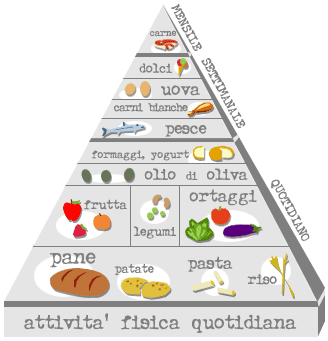 carne
MENSILE
dolci
SETTIMANALE
uova
carni bianche
pesce
formaggi, yogurt
olio di oliva
QUOTIDIANO
frutta
legumi
ortaggi
pane
patate
pasta
riso
attivita' fisica quotidiana